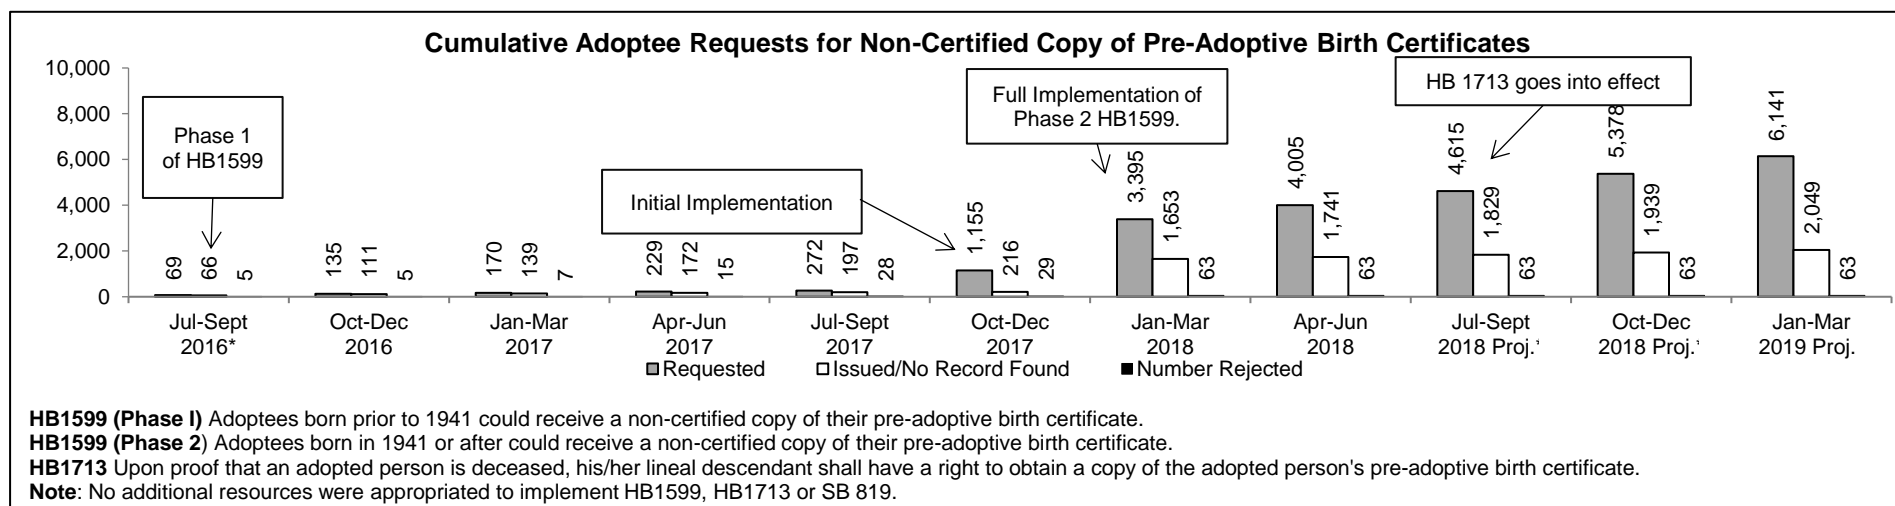 Cumulative Adoptee Requests for Non-Certified Copy of Pre-Adoptive Birth Certificates
10,000
8,000
6,000
4,000
2,000
0
Phase 1
of HB1599
Initial Implementation
Full Implementation of
Phase 2 HB1599.
HB 1713 goes into effect
69 66 5
135 111 5
170 139 7
229 172 15
272 197 28
1,155 216 29
3,395 1,653 63
4,005 1,741 63
4,615 1,829 63
5,378 1,939 63
6,141 2,049 63
Jul-Sept
2016*
Oct-Dec
2016
Jan-Mar
2017
Apr-Jun
2017
Jul-Sept
2017
Oct-Dec
2017
Jan-Mar
2018
Apr-Jun
2018
Jul-Sept
2018 Proj.*
Oct-Dec
2018 Proj.*
Jan-Mar
2019 Proj.
Requested Issued/No Record Found Number Rejected
HB1599 (Phase I) Adoptees born prior to 1941 could receive a non-certified copy of their pre-adoptive birth certificate.
HB1599 (Phase 2) Adoptees born in 1941 or after could receive a non-certified copy of their pre-adoptive birth certificate.
HB1713 Upon proof that an adopted person is deceased, his/her lineal descendant shall have a right to obtain a copy of the adopted person's pre-adoptive birth certificate.
Note: No additional resources were appropriated to implement HB1599, HB1713 or SB 819.